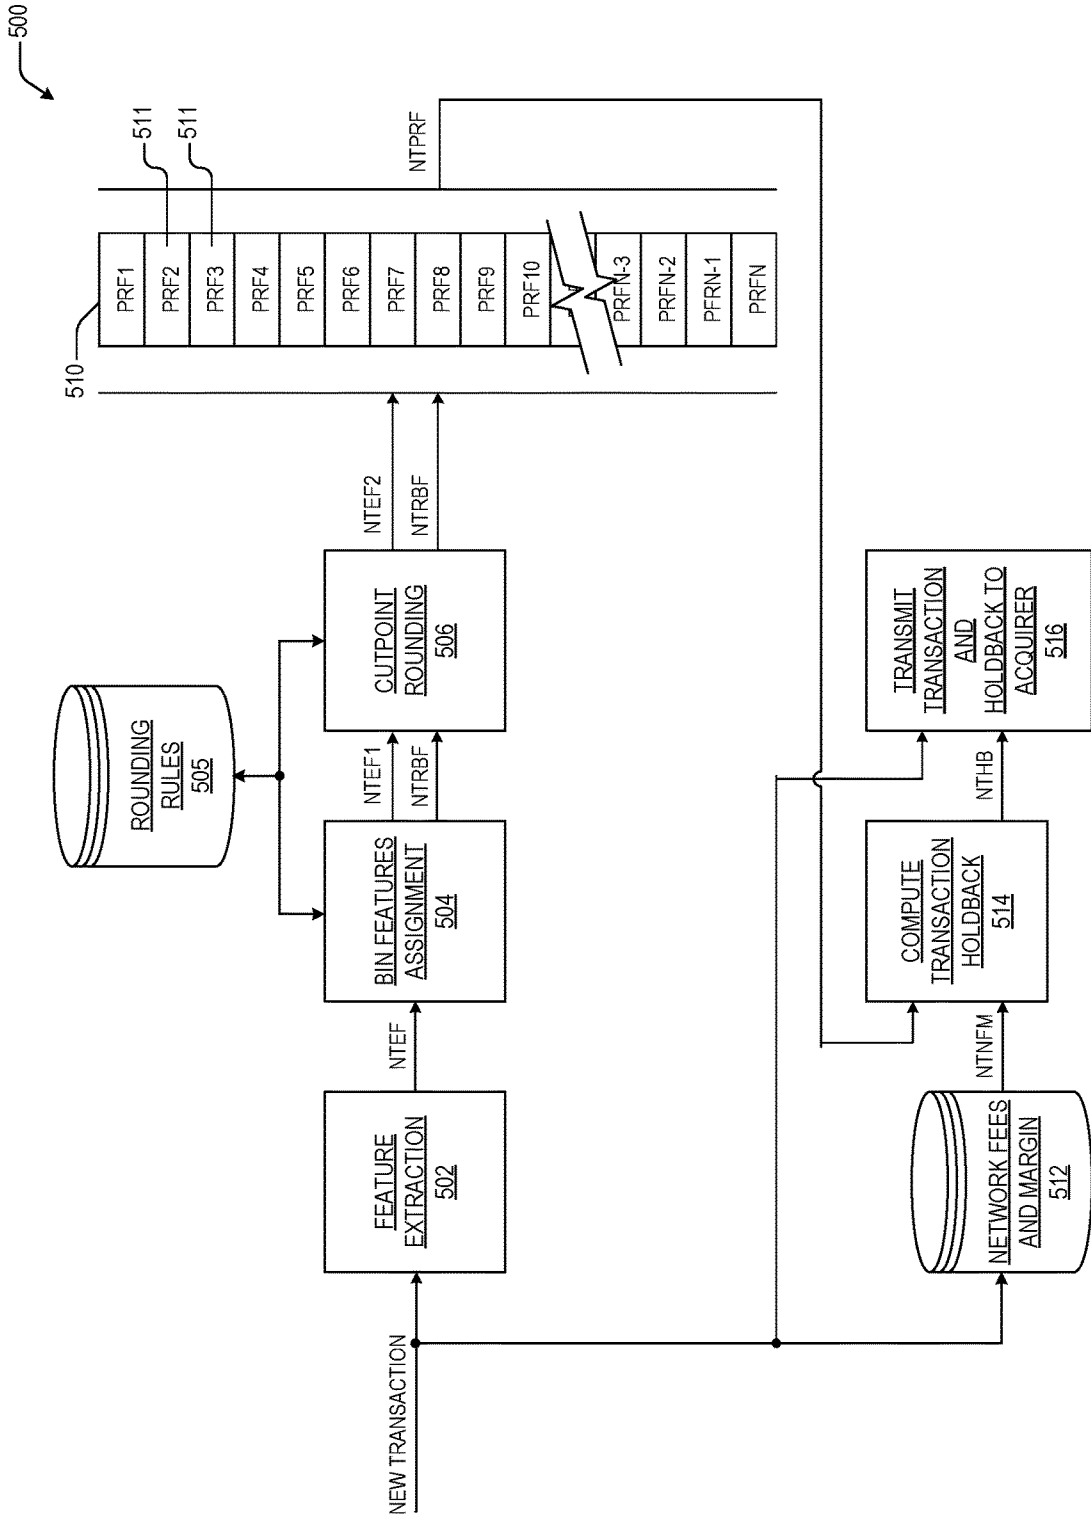 500
NEW TRANSACTION
FEATURE
EXTRACTION
502
NTEF
BIN FEATURES
ASSIGNMENT
504
ROUNDING
RULES
505
NTEF1
NTRBF
CUTPOINT
ROUNDING
506
NTEF2
NTRBF
510
PRF1
PRF2
PRF3
PRF4
PRF5
PRF6
PRF7
PRF8
PRF9
PRF10
PRFN-3
PRFN-2
PFRN-1
PRFN
511
511
NTPRF
NETWORK FEES
AND MARGIN
512
NTNFM
COMPUTE
TRANSACTION
HOLDBACK
514
NTHB
TRANSMIT
TRANSACTION
AND
HOLDBACK TO
ACQUIRER
516